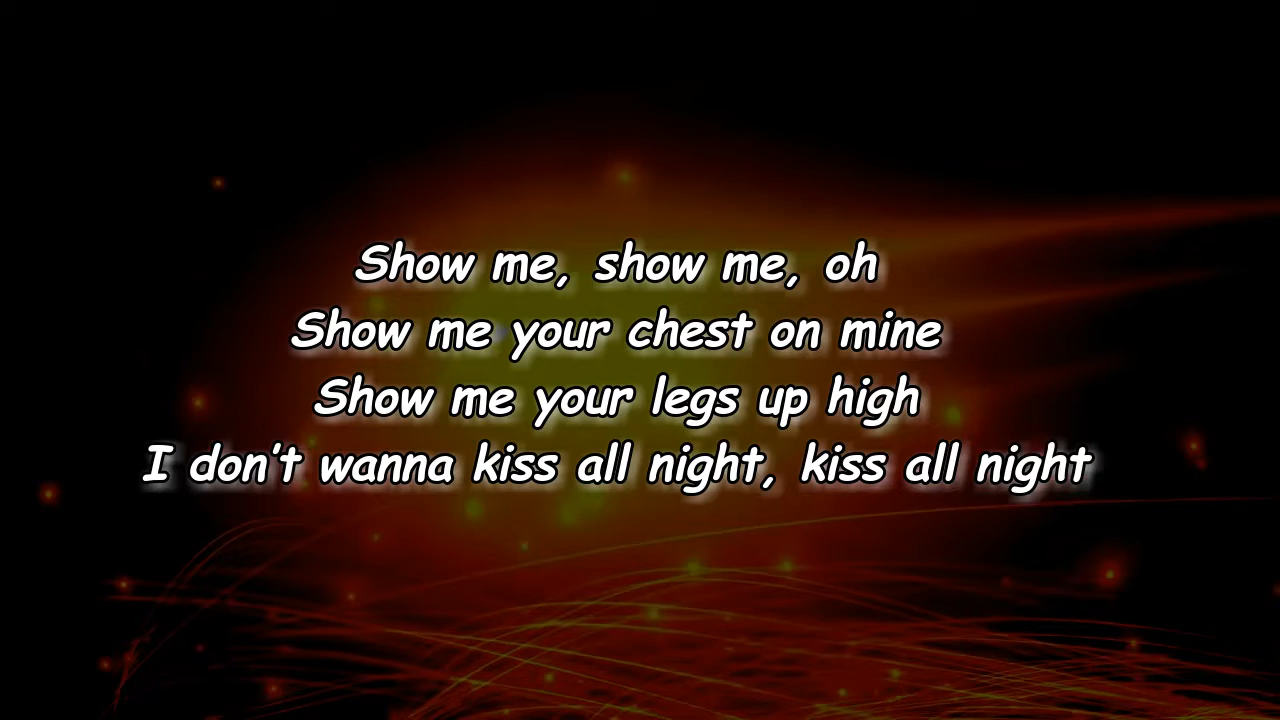 Show me, show me, oh
Show me your chest on mine
Show me your legs up high
I don't wanna kiss all night, kiss all night